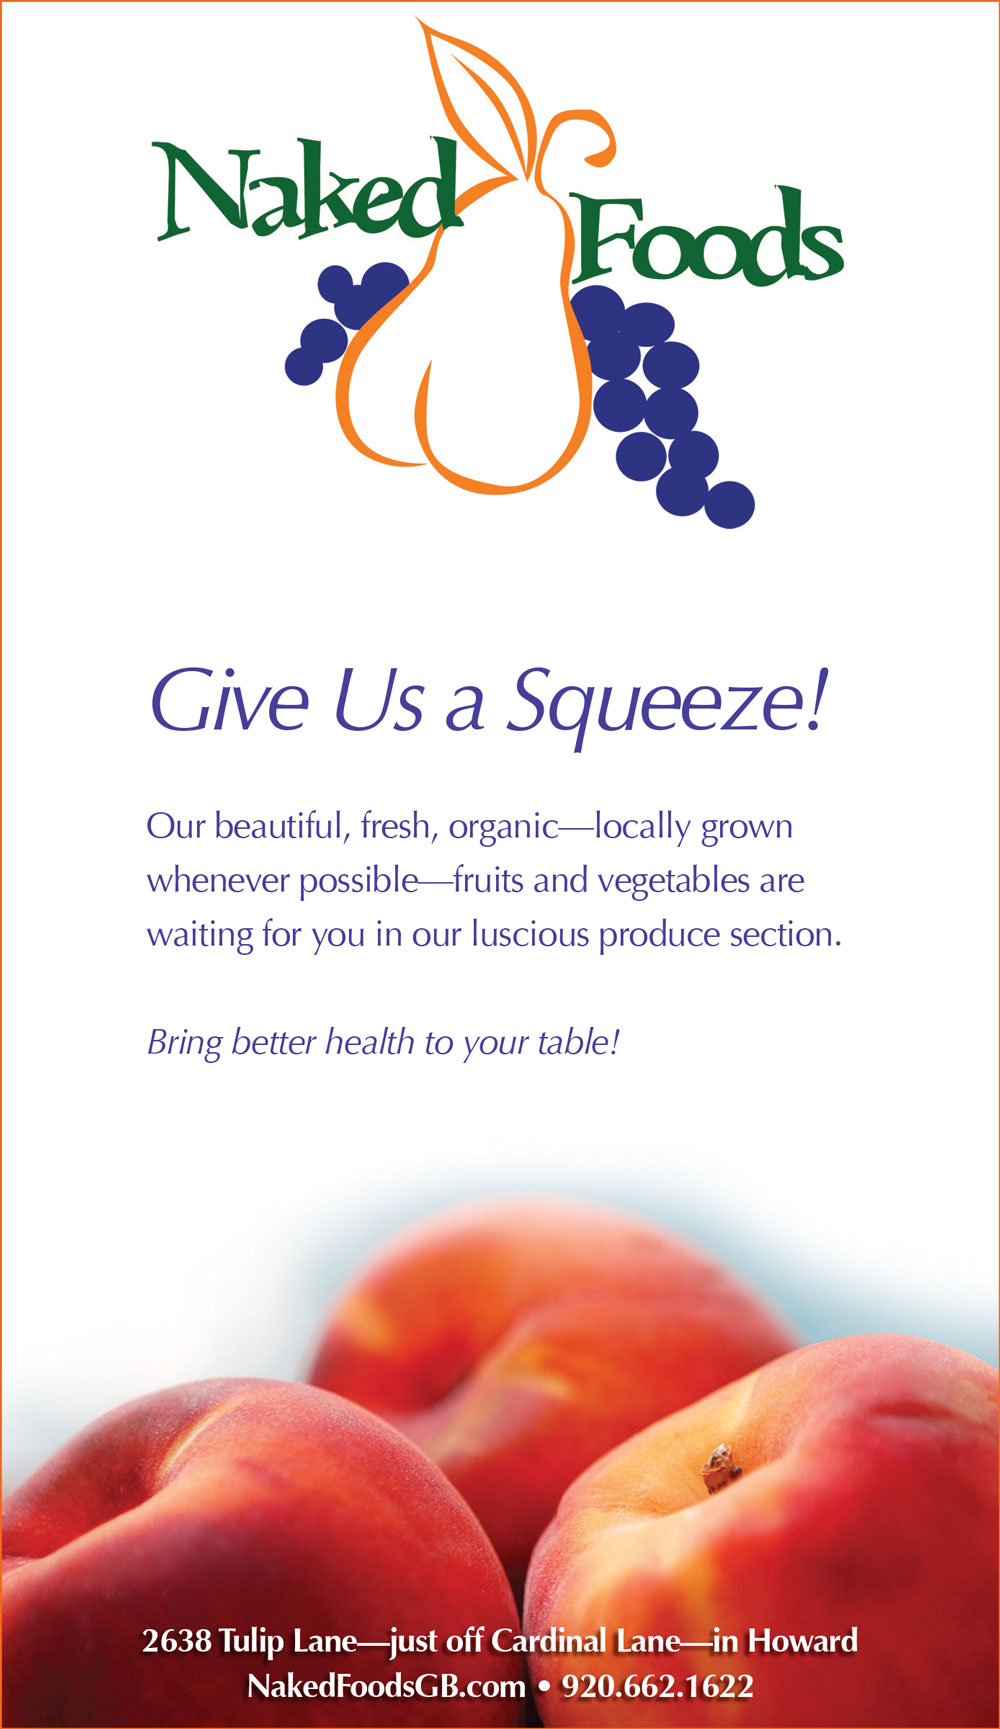 Naked Foods
Give Us a Squeeze!
Our beautiful, fresh, organic—locally grown
whenever possible—fruits and vegetables are
waiting for you in our luscious produce section.
Bring better health to your table!
2638 Tulip Lane—just off Cardinal Lane—in Howard
NakedFoodsGB.com • 920.662.1622